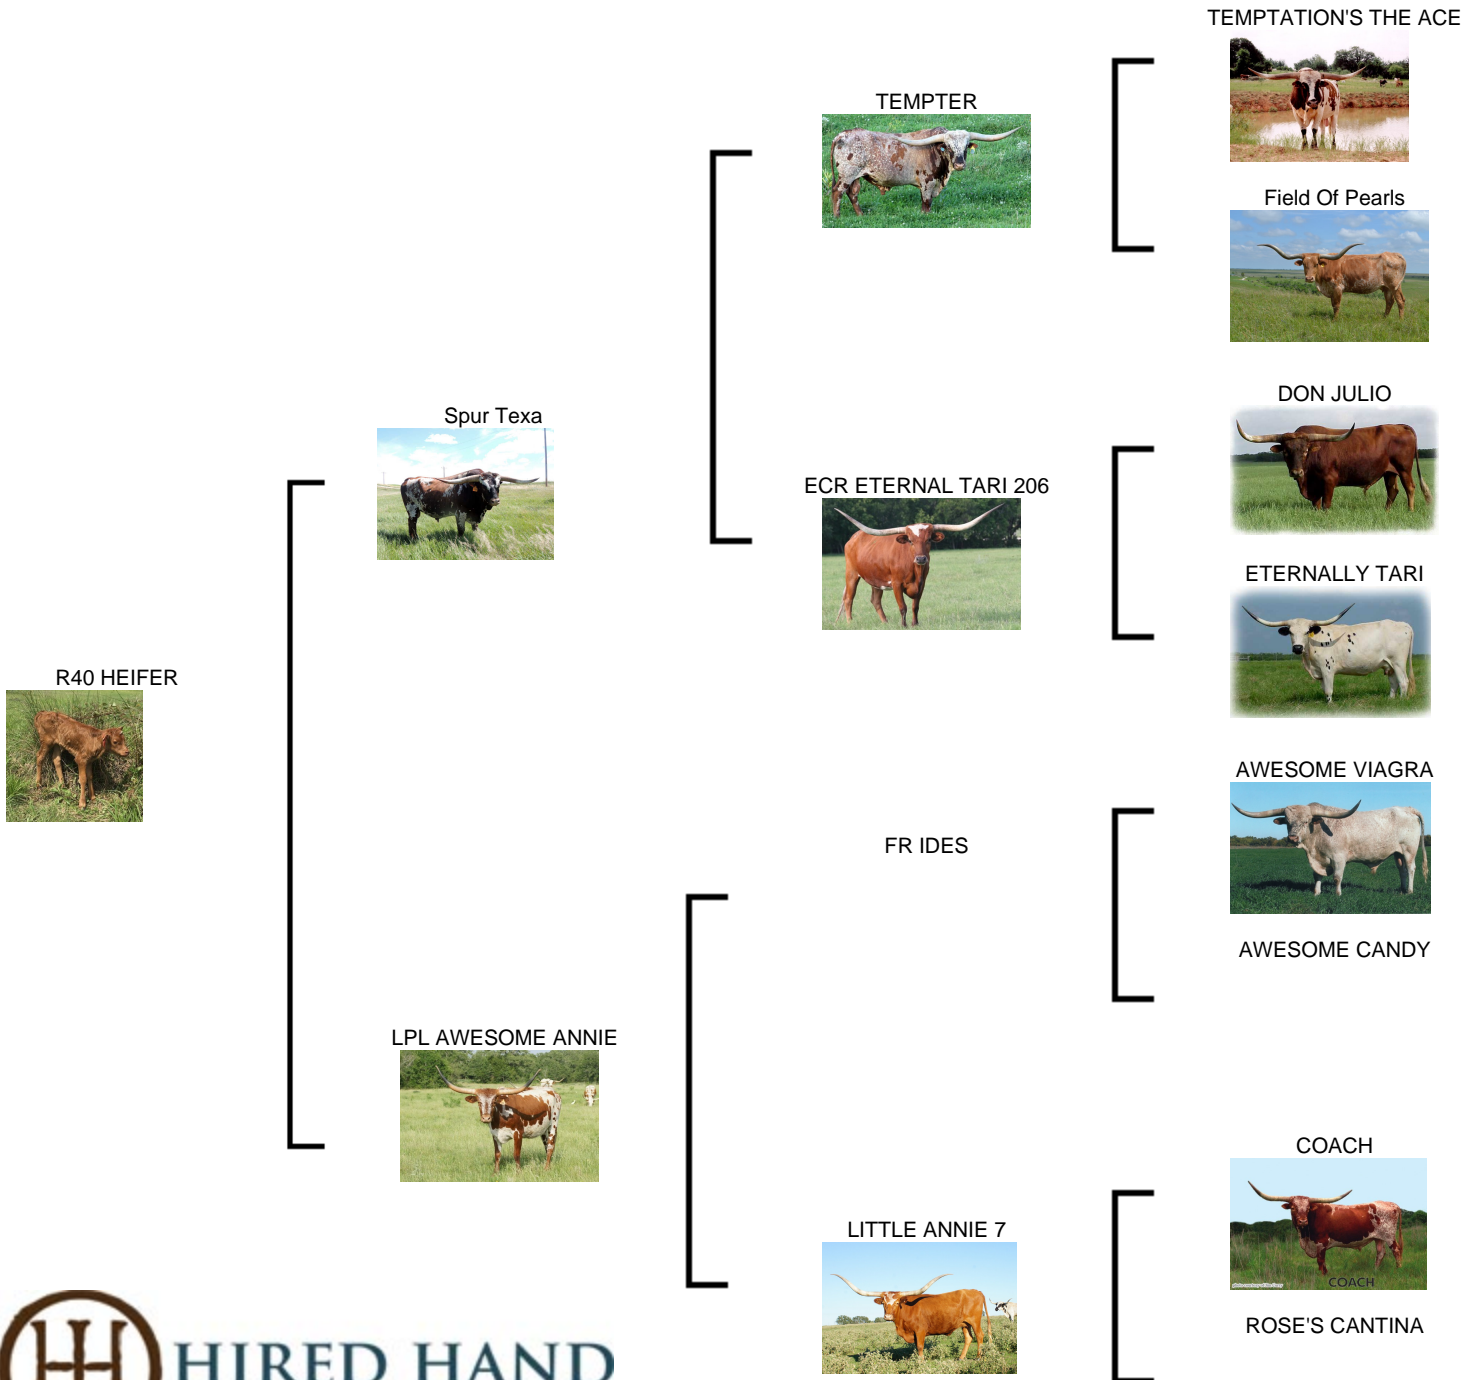 TEMPTATION'S THE ACE
TEMPTER
Field Of Pearls
DON JULIO
Spur Texa
ECR ETERNAL TARI 206
ETERNALLY TARI
R40 HEIFER
AWESOME VIAGRA
FR IDES
AWESOME CANDY
LPL AWESOME ANNIE
COACH
LITTLE ANNIE 7
COACH
ROSE'S CANTINA
HIRED HAND